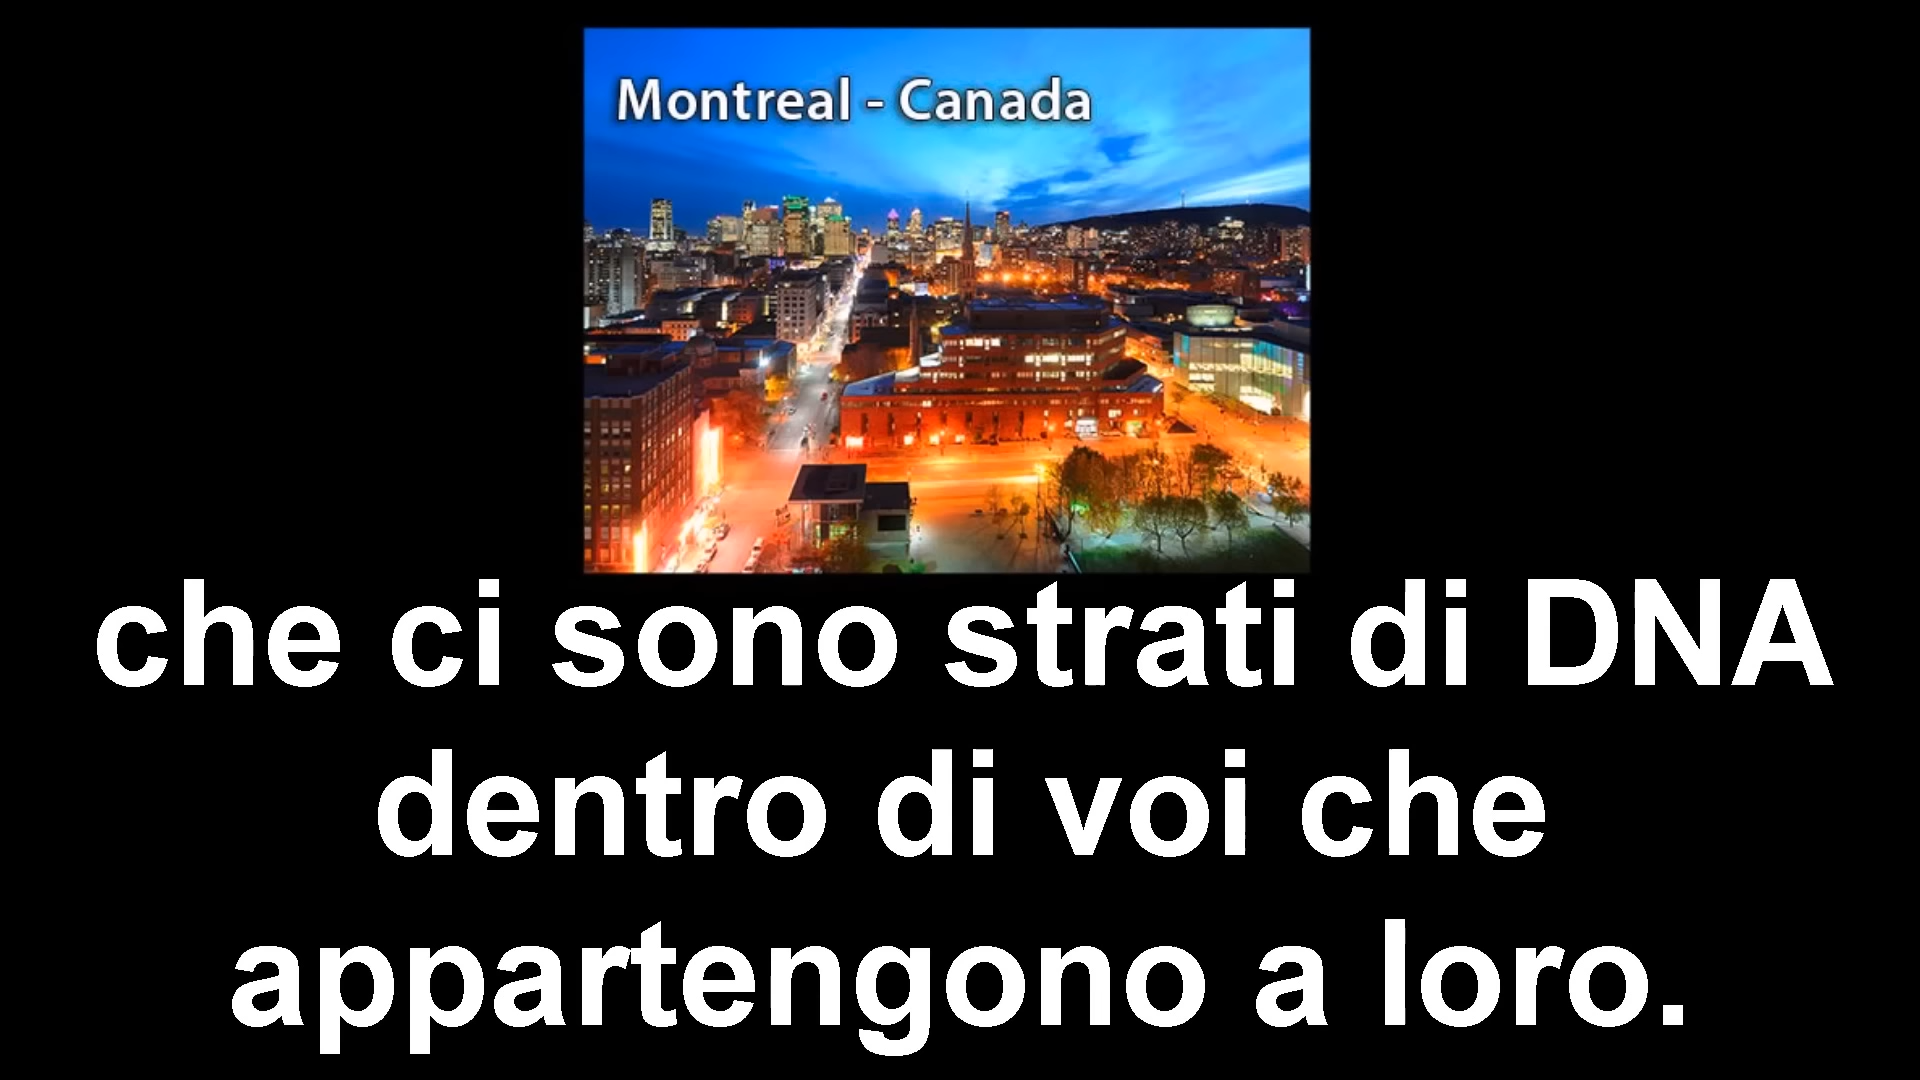 Montreal - Canada
che ci sono strati di DNA
dentro di voi che
appartengono a loro.